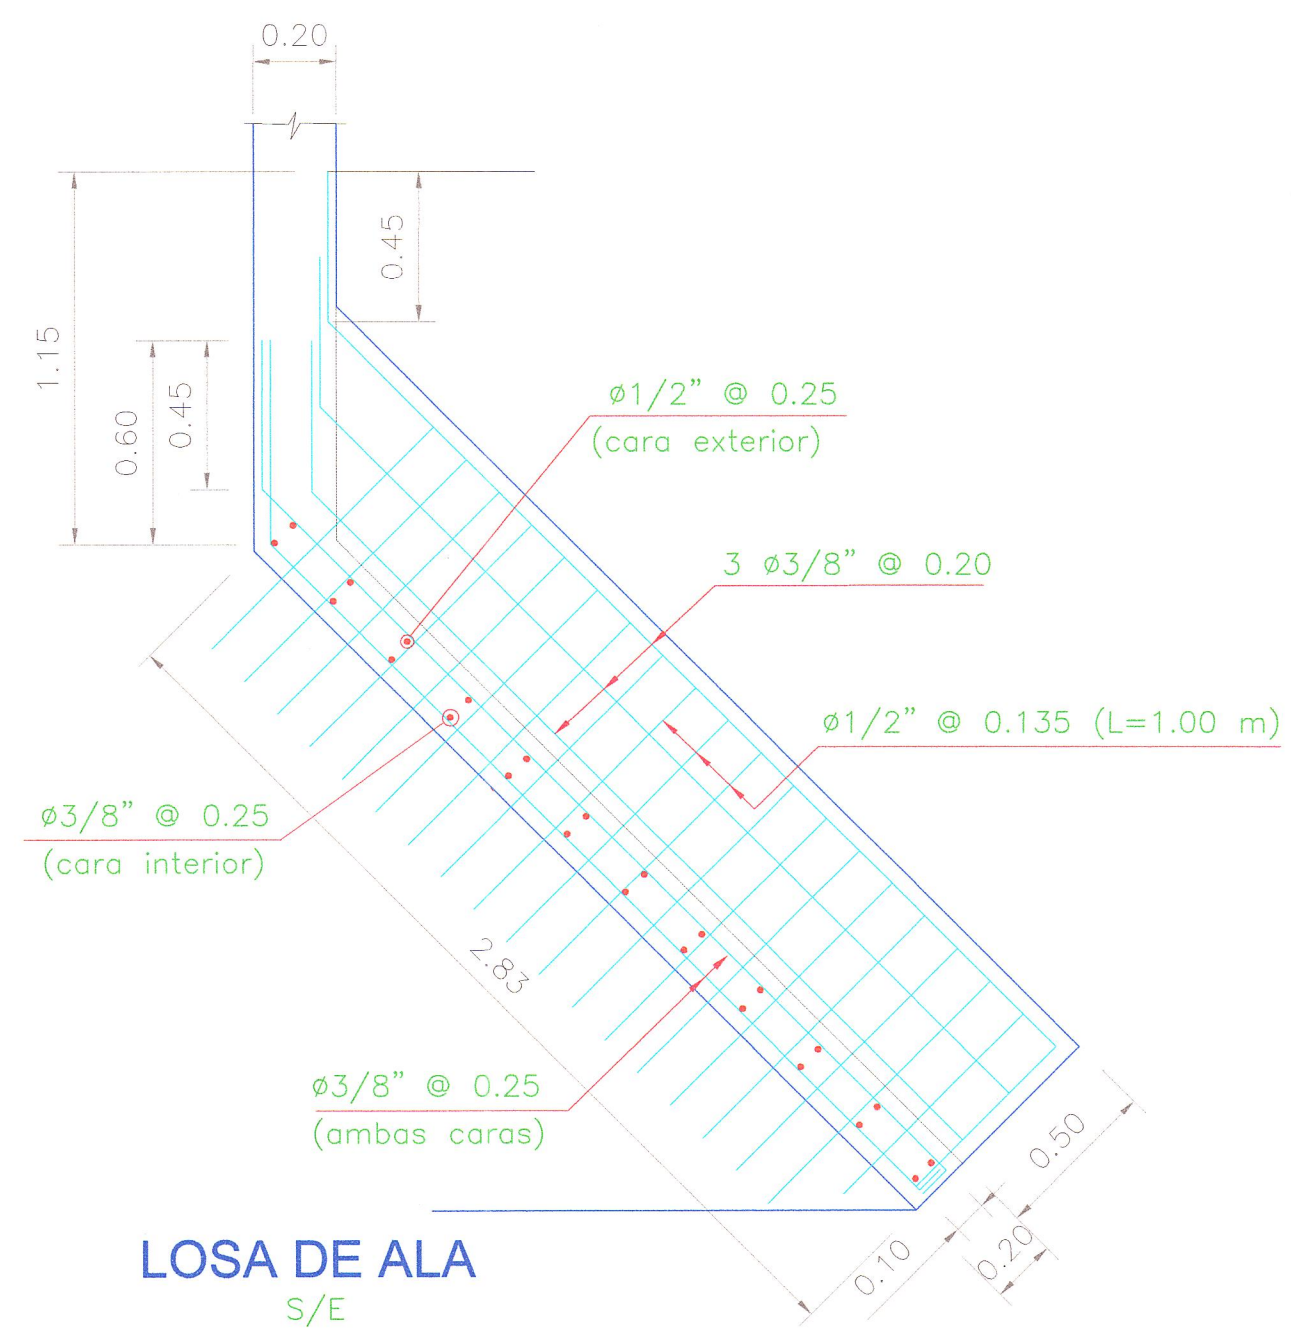 0.20
0.45
1.15
0.60
0.45
ø1/2" @ 0.25
(cara exterior)
3 ø3/8" @ 0.20
ø1/2" @ 0.135 (L=1.00 m)
ø3/8" @ 0.25
(cara interior)
2.83
ø3/8" @ 0.25
(ambas caras)
0.50
0.20
0.10
LOSA DE ALA
S/E